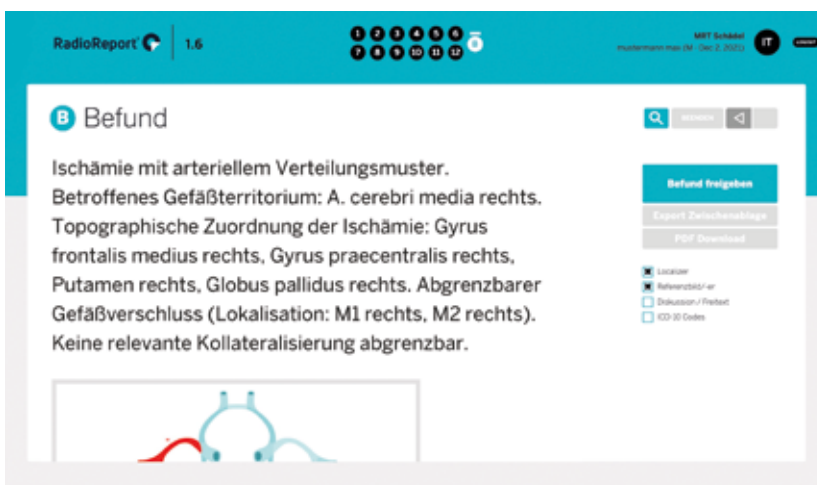 RadioReport® 1.6
1 2 3 4 5 6
7 8 9 10 11 12
B
MRT Schädel
mustermann max (M - Dec 2, 2021)
IT
LOGOUT
B Befund
Ischämie mit arteriellem Verteilungsmuster.
Betroffenes Gefäßterritorium: A. cerebri media rechts.
Topographische Zuordnung der Ischämie: Gyrus
frontalis medius rechts, Gyrus praecentralis rechts,
Putamen rechts, Globus pallidus rechts. Abgrenzbarer
Gefäßverschluss (Lokalisation: M1 rechts, M2 rechts).
Keine relevante Kollateralisierung abgrenzbar.
Befund freigeben
Export Zwischenablage
PDF Download
Localizer
Referenzbild/-er
Diskussion / Freitext
ICD-10 Codes